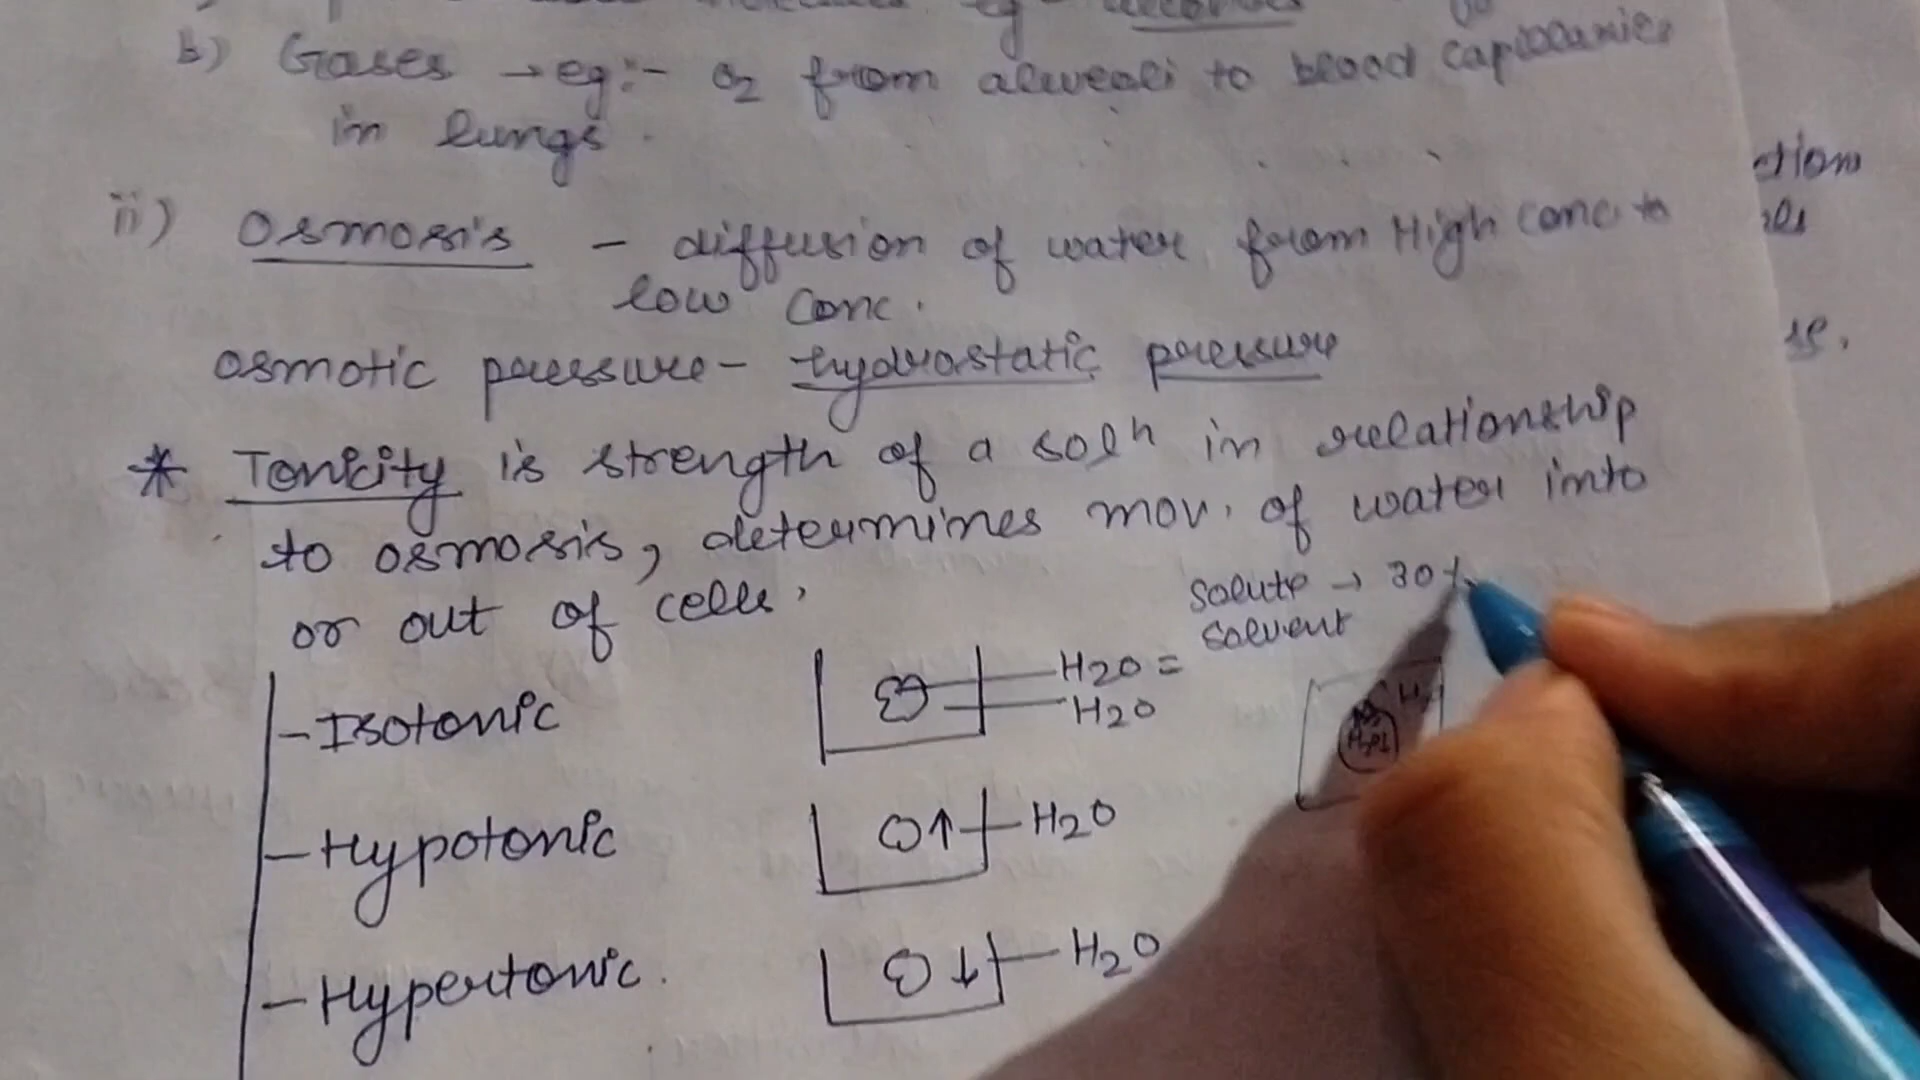 b) Gases → eg:- O2 from alveoli to blood capillaries
in lungs.
ii) Osmosis - diffusion of water from High conc. to
low conc.
osmotic pressure - hydrostatic pressure
* Tonicity is strength of a solⁿ in relationship
to osmosis, determines mov. of water into
or out of cells.
solute → 30%
solvent
- Isotonic
H2O =
H2O
- Hypotonic
↑ H2O
- Hypertonic.
↓ H2O
ction
se.